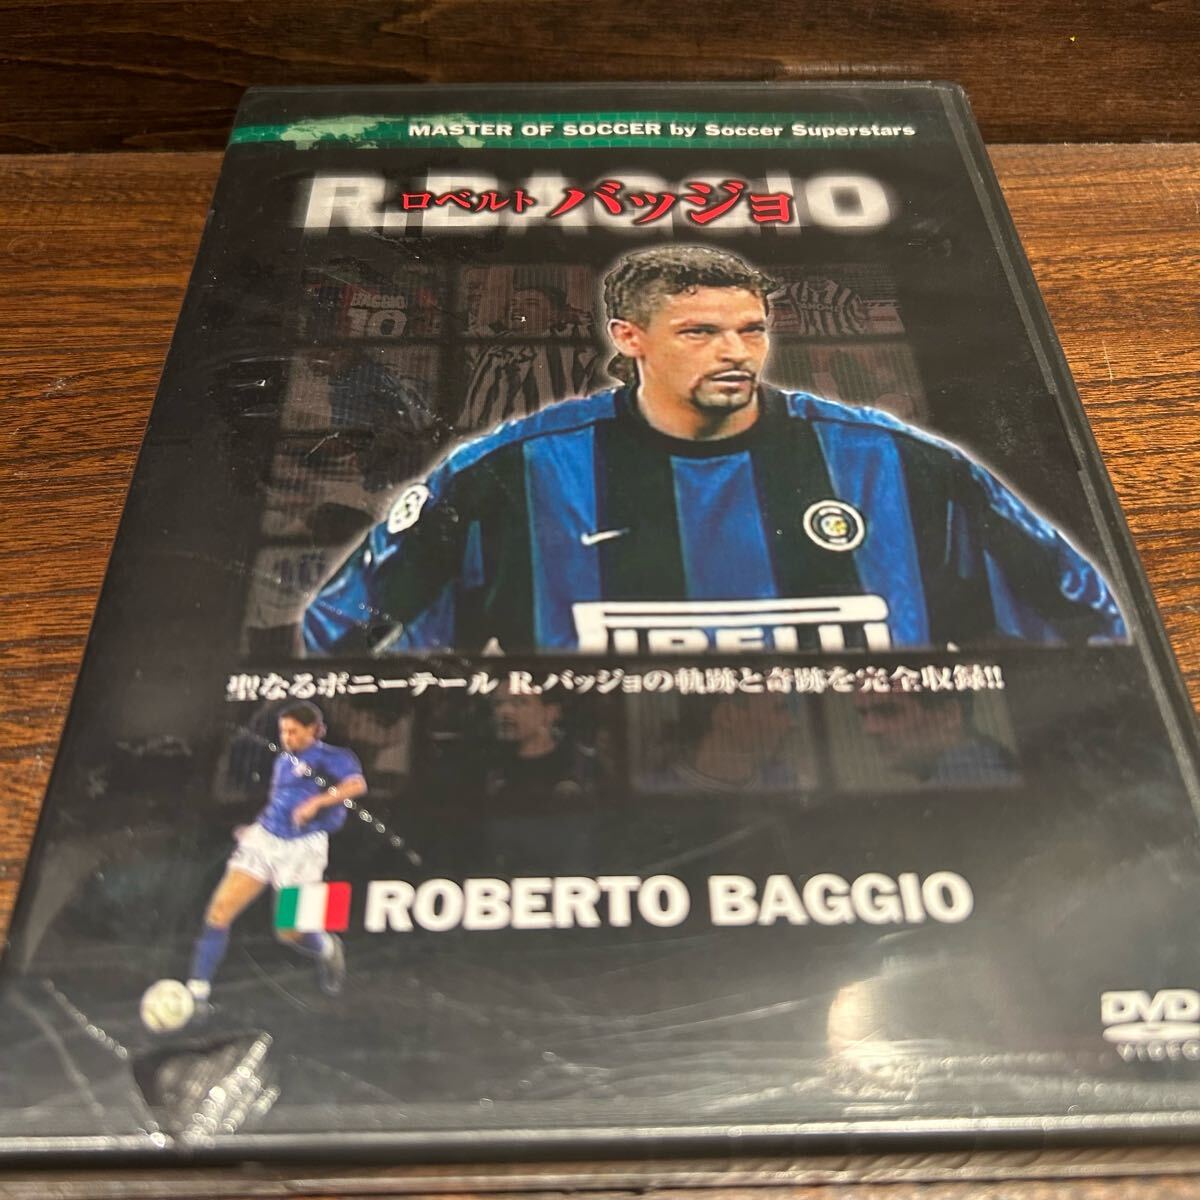 MASTER OF SOCCER by Soccer Superstars
R.BAGGIO
ロベルト バッジョ
BAGGIO
10
PIRELLI
聖なるポニーテール R.バッジョの軌跡と奇跡を完全収録!!
ROBERTO BAGGIO
DVD
VIDEO